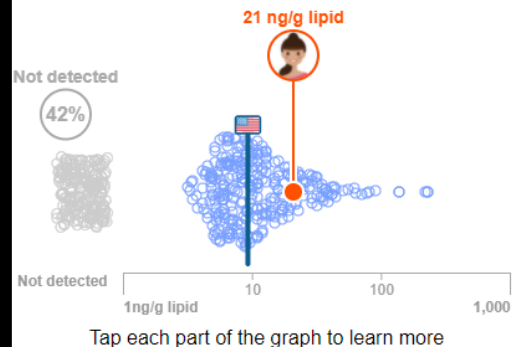 21 ng/g lipid
Not detected
42%
Not detected
10
100
1ng/g lipid
1,000
Tap each part of the graph to learn more